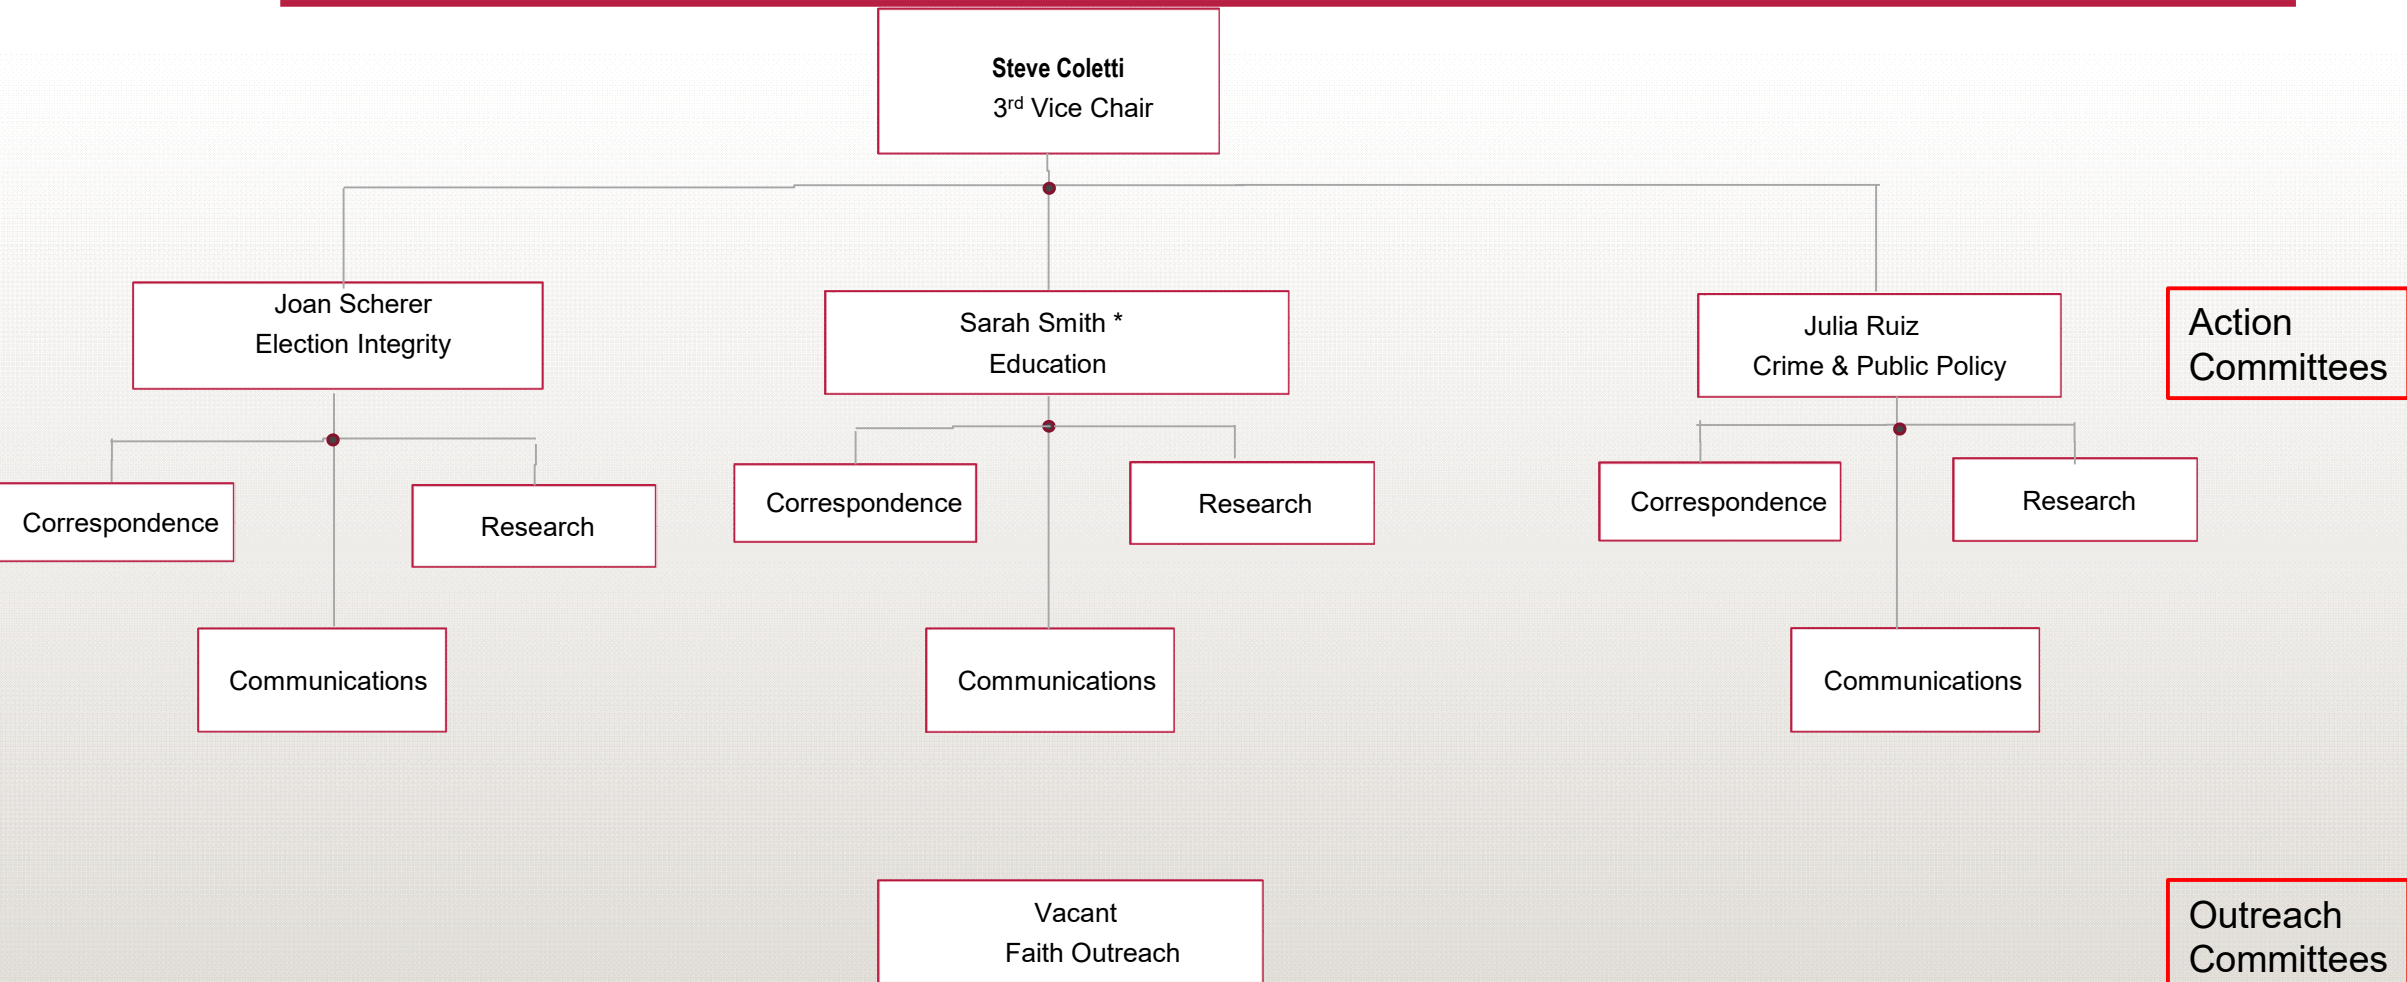 Steve Coletti
3rd Vice Chair
Joan Scherer
Election Integrity
Sarah Smith *
Education
Julia Ruiz
Crime & Public Policy
Action
Committees
Correspondence
Research
Correspondence
Research
Correspondence
Research
Communications
Communications
Communications
Vacant
Faith Outreach
Outreach
Committees